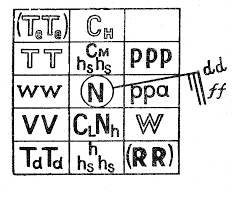 (TeTe) CH
TT CM hshs ppp
ww N ppa dd ff
VV CLNh W
TdTd h hshs (RR)